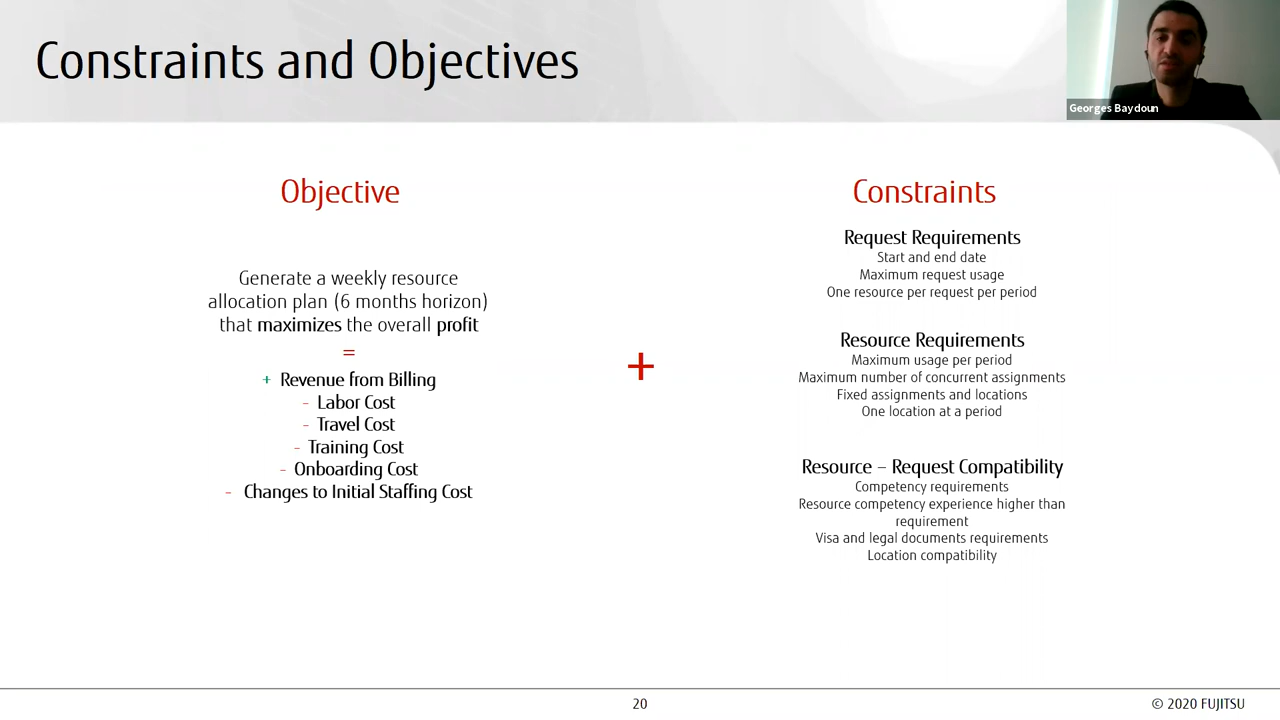 Constraints and Objectives
Georges Baydoun
Objective
Generate a weekly resource
allocation plan (6 months horizon)
that maximizes the overall profit
=
+ Revenue from Billing
- Labor Cost
- Travel Cost
- Training Cost
- Onboarding Cost
- Changes to Initial Staffing Cost
+
Constraints
Request Requirements
Start and end date
Maximum request usage
One resource per request per period
Resource Requirements
Maximum usage per period
Maximum number of concurrent assignments
Fixed assignments and locations
One location at a period
Resource – Request Compatibility
Competency requirements
Resource competency experience higher than
requirement
Visa and legal documents requirements
Location compatibility
20
© 2020 FUJITSU